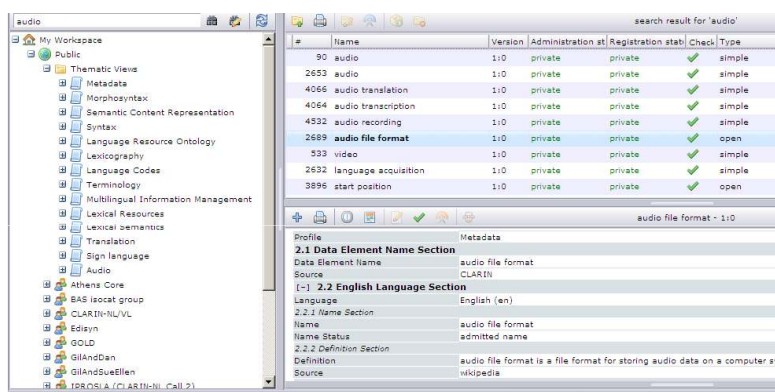 audio
My Workspace
Public
Thematic Views
Metadata
Morphosyntax
Semantic Content Representation
Syntax
Language Resource Ontology
Lexicography
Language Codes
Terminology
Multilingual Information Management
Lexical Resources
Lexical Semantics
Translation
Sign language
Audio
Athens Core
BAS isocat group
CLARIN-NL/VL
Edisyn
GOLD
GilAndDan
GilAndSueEllen
IPROSLA (CLARIN-NL Call 2)
search result for 'audio'
# Name Version Administration st Registration stat Check Type
90 audio 1:0 private private simple
2653 audio 1:0 private private simple
4066 audio translation 1:0 private private simple
4064 audio transcription 1:0 private private simple
4532 audio recording 1:0 private private simple
2689 audio file format 1:0 private private open
533 video 1:0 private private simple
2632 language acquisition 1:0 private private simple
3896 start position 1:0 private private open
audio file format - 1:0
Profile Metadata
2.1 Data Element Name Section
Data Element Name audio file format
Source CLARIN
[-] 2.2 English Language Section
Language English (en)
2.2.1 Name Section
Name audio file format
Name Status admitted name
2.2.2 Definition Section
Definition audio file format is a file format for storing audio data on a computer s
Source wikipedia